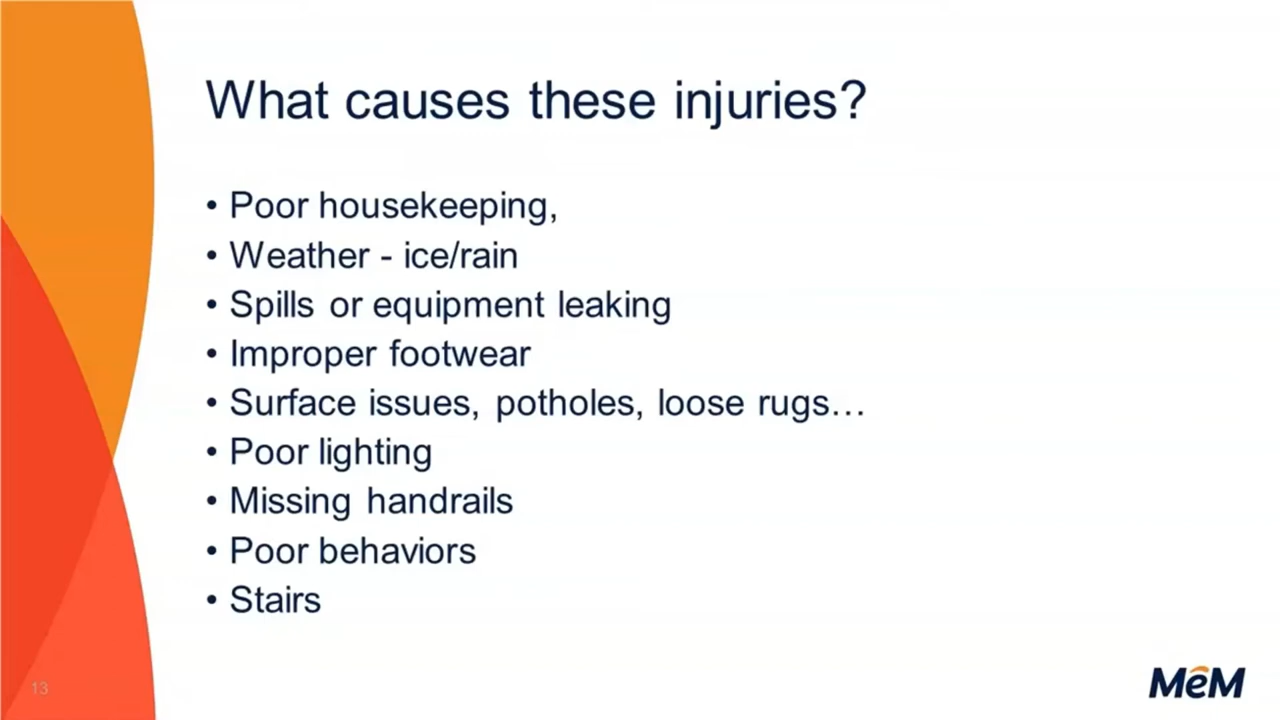 What causes these injuries?
• Poor housekeeping,
• Weather - ice/rain
• Spills or equipment leaking
• Improper footwear
• Surface issues, potholes, loose rugs…
• Poor lighting
• Missing handrails
• Poor behaviors
• Stairs
13
MeM